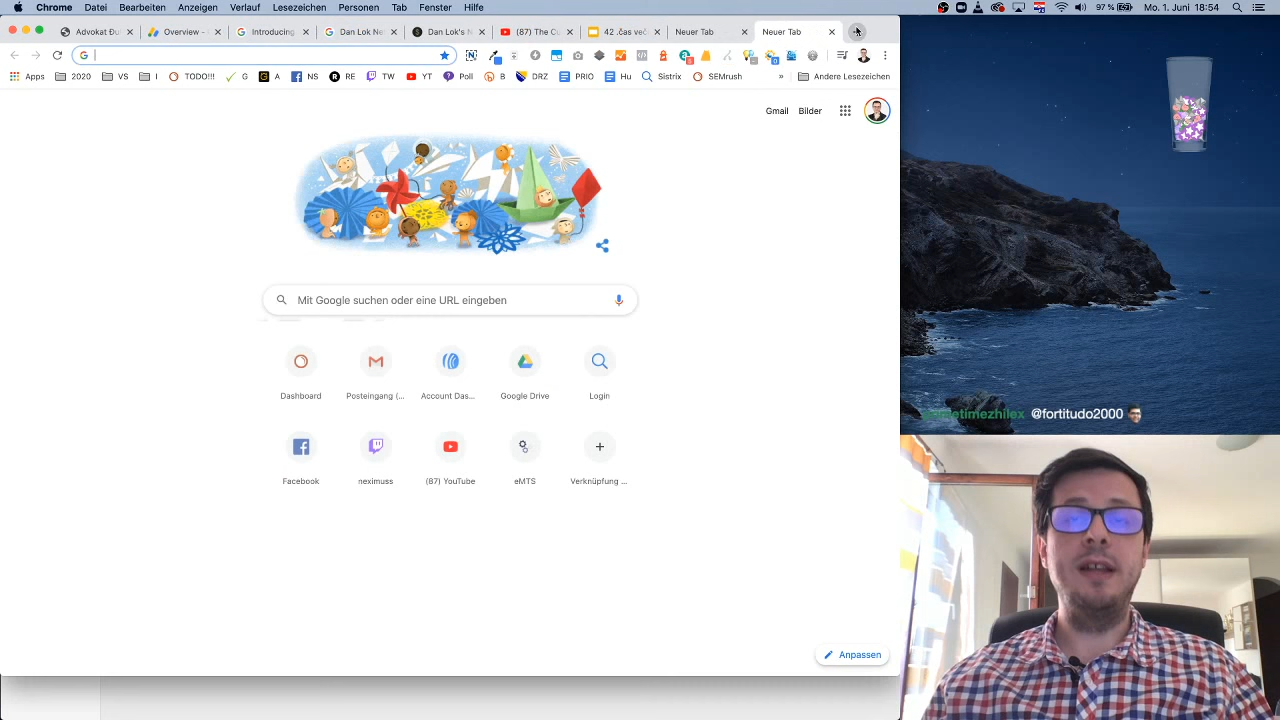 Chrome Datei Bearbeiten Anzeigen Verlauf Lesezeichen Personen Tab Fenster Hilfe
97 % Mo. 1. Juni 18:54
Advokat Đu
Overview -
Introducing
Dan Lok Net
Dan Lok's N
(87) The Cu
42 .čas več
Neuer Tab
Neuer Tab
Apps 2020 VS I TODO!!! G A NS RE TW YT Poll B DRZ PRIO Hu Sistrix SEMrush » Andere Lesezeichen
Gmail Bilder
Mit Google suchen oder eine URL eingeben
Dashboard Posteingang (... Account Das... Google Drive Login
Facebook neximuss (87) YouTube eMTS Verknüpfung ...
@fortitudo2000
Anpassen